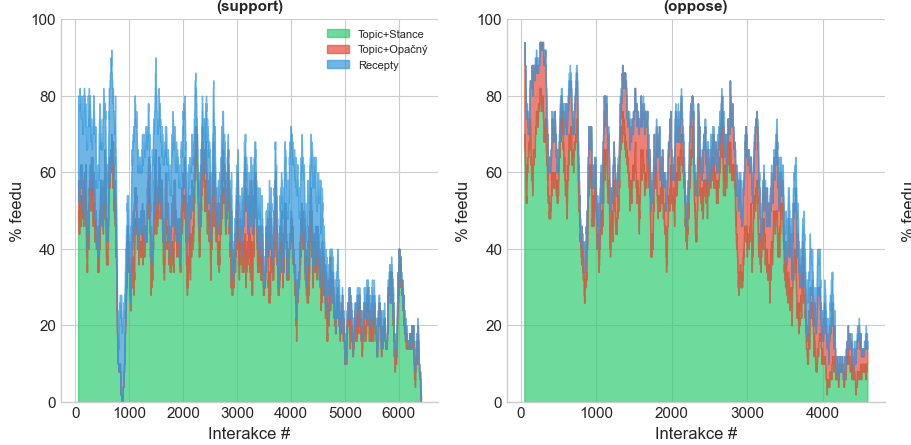 (support)
(oppose)
100
80
60
40
20
0
% feedu
Topic+Stance
Topic+Opačný
Recepty
0 1000 2000 3000 4000 5000 6000
Interakce #
100
80
60
40
20
0
% feedu
0 1000 2000 3000 4000
Interakce #
% fe